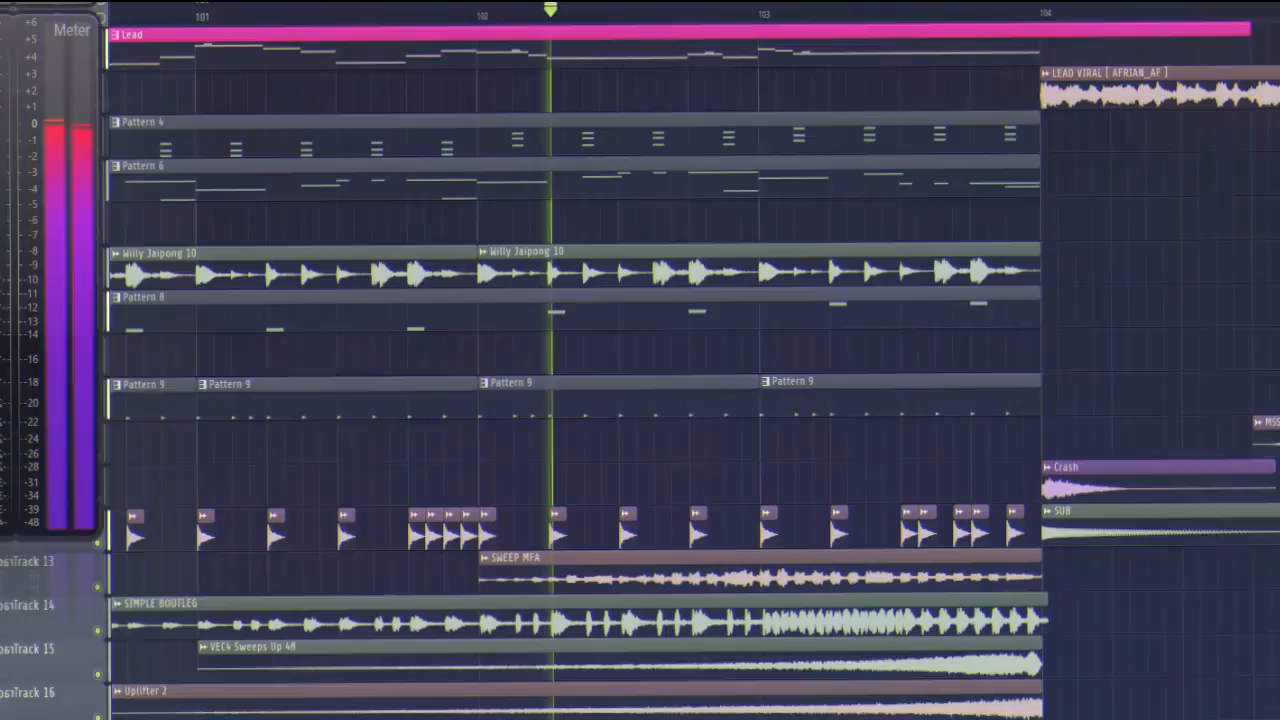 101 102 103 104
Meter
+6
+5
+4
+3
+2
+1
0
-1
-2
-3
-4
-5
-6
-7
-8
-9
-10
-11
-12
-13
-14
-16
-18
-20
-22
-24
-26
-28
-31
-34
-39
-48
Lead
LEAD VIRAL [ AFRIAN_AF ]
Pattern 4
Pattern 6
Willy Jaipong 10 Willy Jaipong 10
Pattern 8
Pattern 9 Pattern 9 Pattern 9 Pattern 9
Crash
SUB
Track 13
SWEEP MFA
Track 14
SIMPLE BOOTLEG
Track 15
VEC4 Sweeps Up 48
Track 16
Uplifter 2